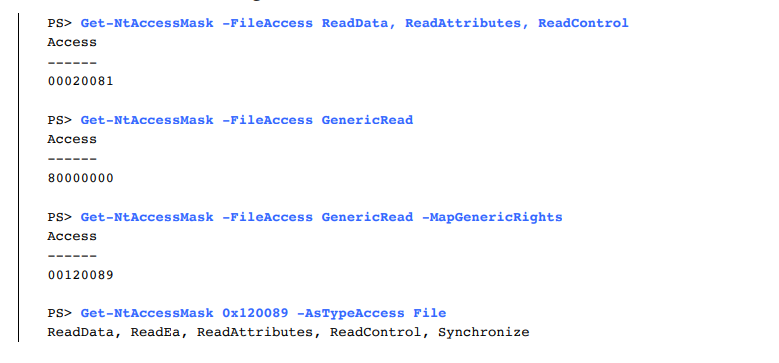 PS> Get-NtAccessMask -FileAccess ReadData, ReadAttributes, ReadControl
Access
------
00020081
PS> Get-NtAccessMask -FileAccess GenericRead
Access
------
80000000
PS> Get-NtAccessMask -FileAccess GenericRead -MapGenericRights
Access
------
00120089
PS> Get-NtAccessMask 0x120089 -AsTypeAccess File
ReadData, ReadEa, ReadAttributes, ReadControl, Synchronize